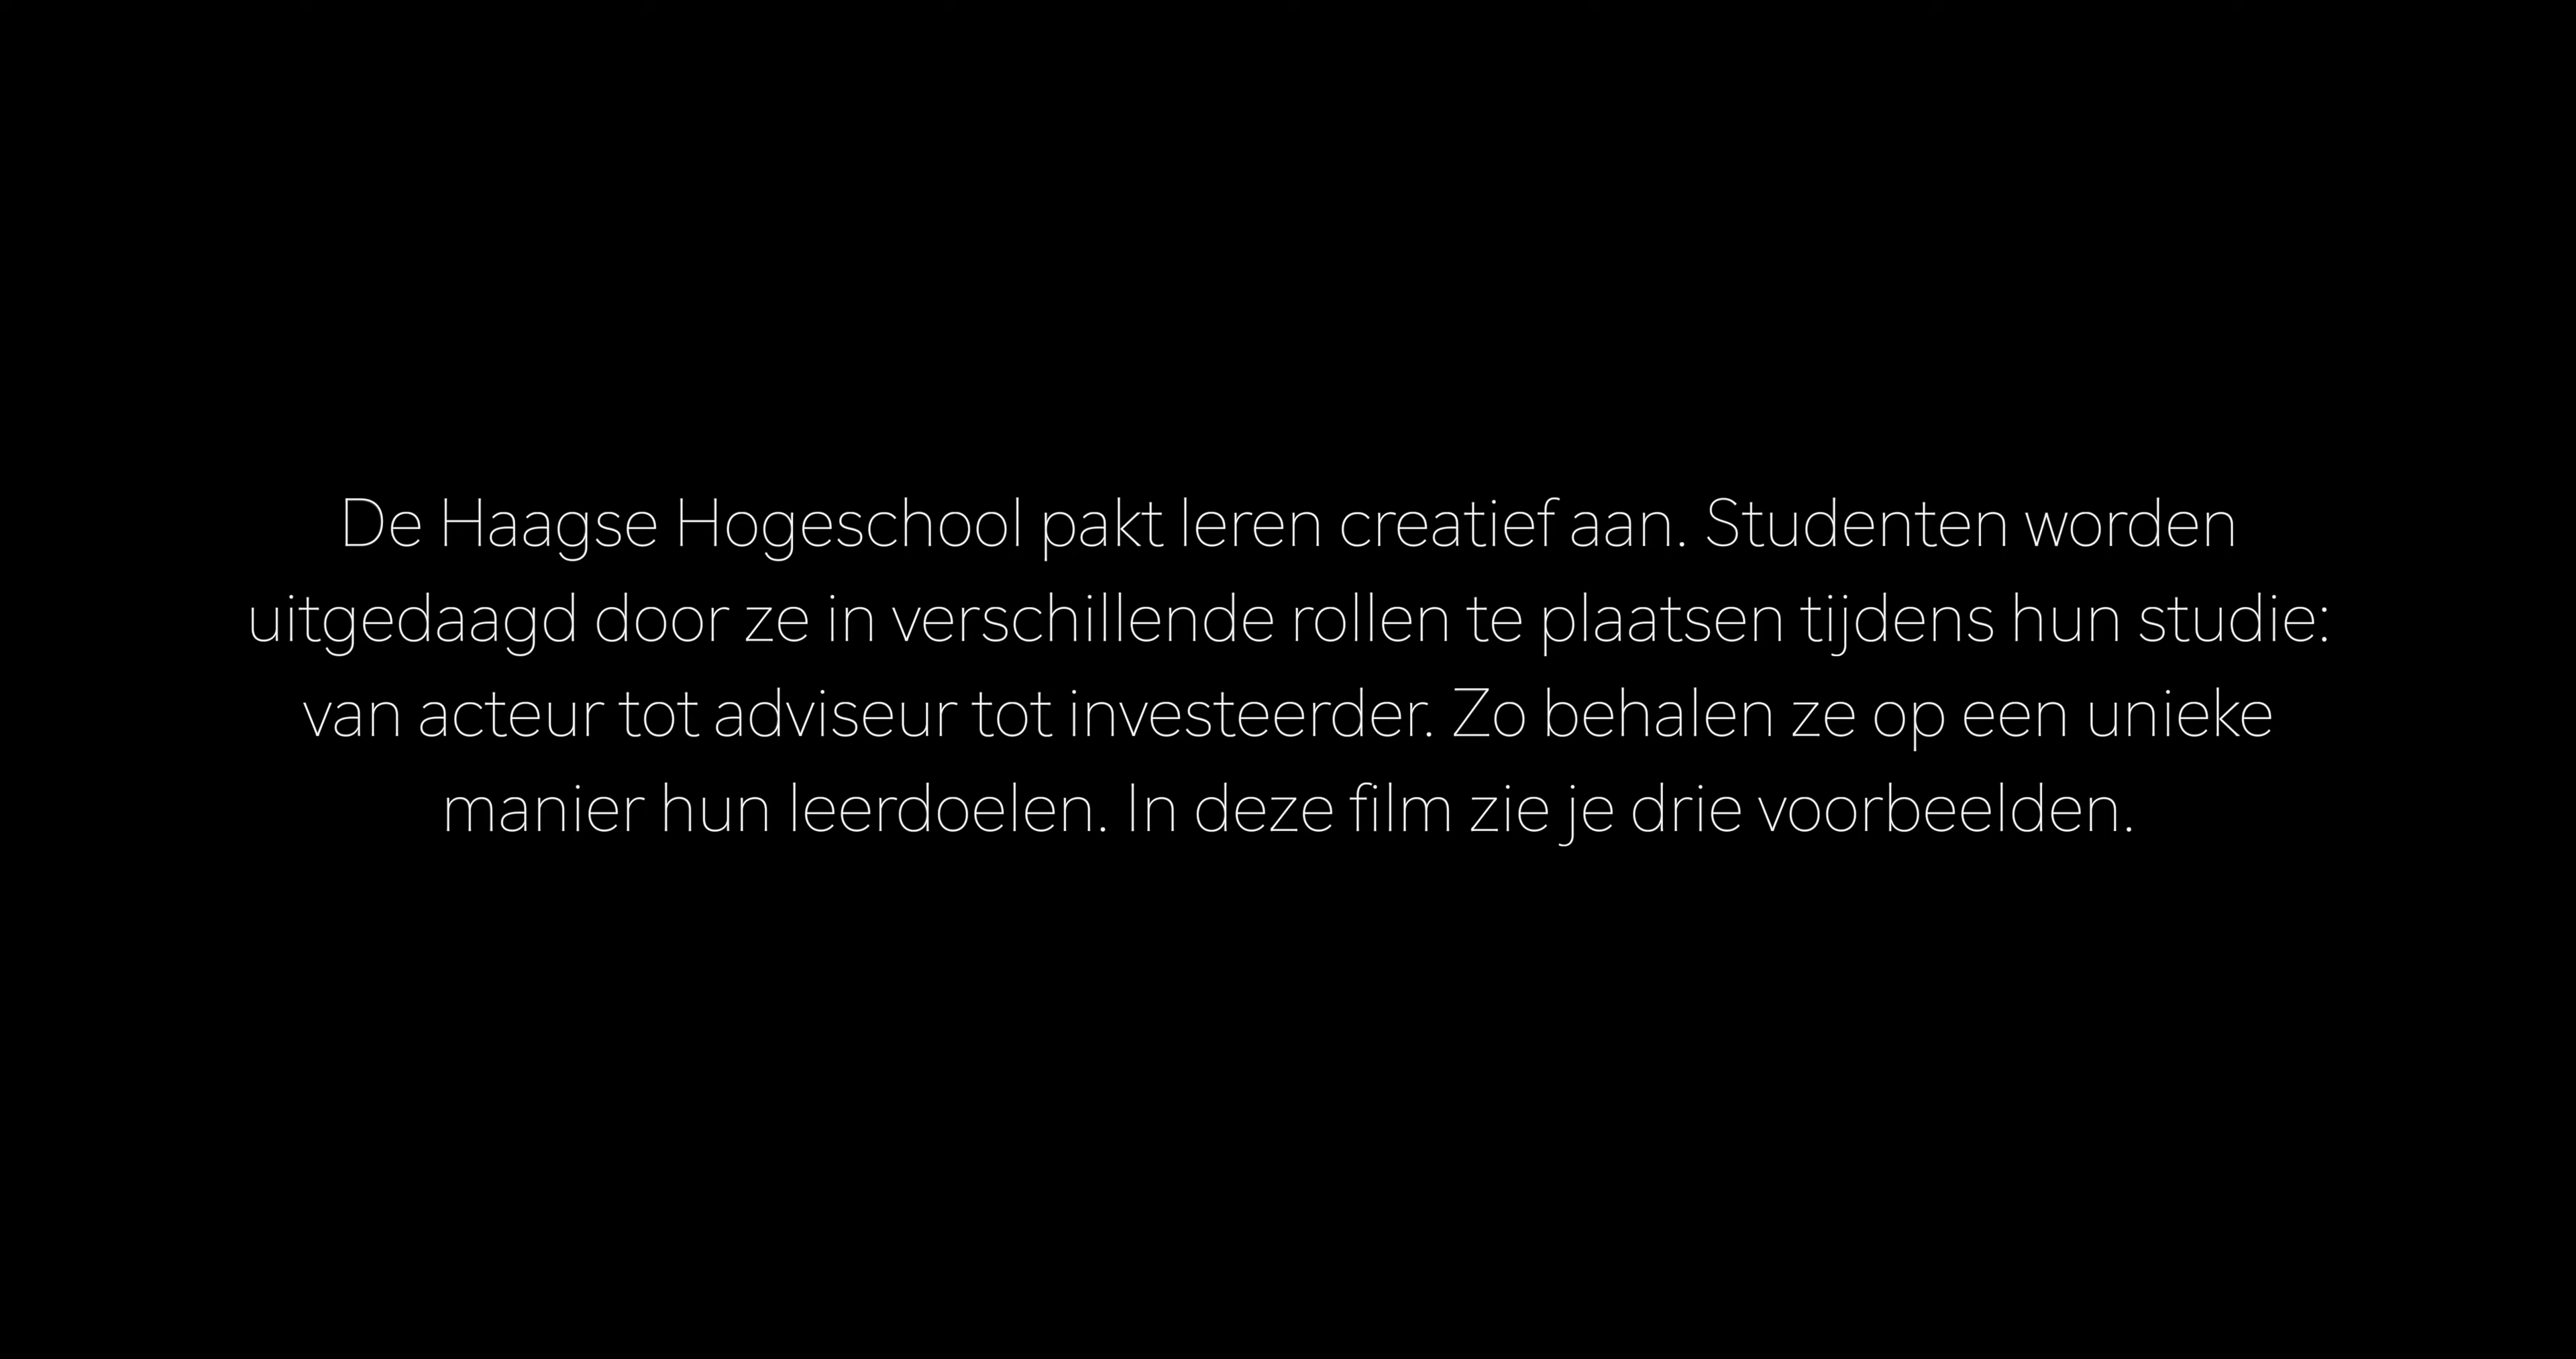 De Haagse Hogeschool pakt leren creatief aan. Studenten worden
uitgedaagd door ze in verschillende rollen te plaatsen tijdens hun studie:
van acteur tot adviseur tot investeerder. Zo behalen ze op een unieke
manier hun leerdoelen. In deze film zie je drie voorbeelden.